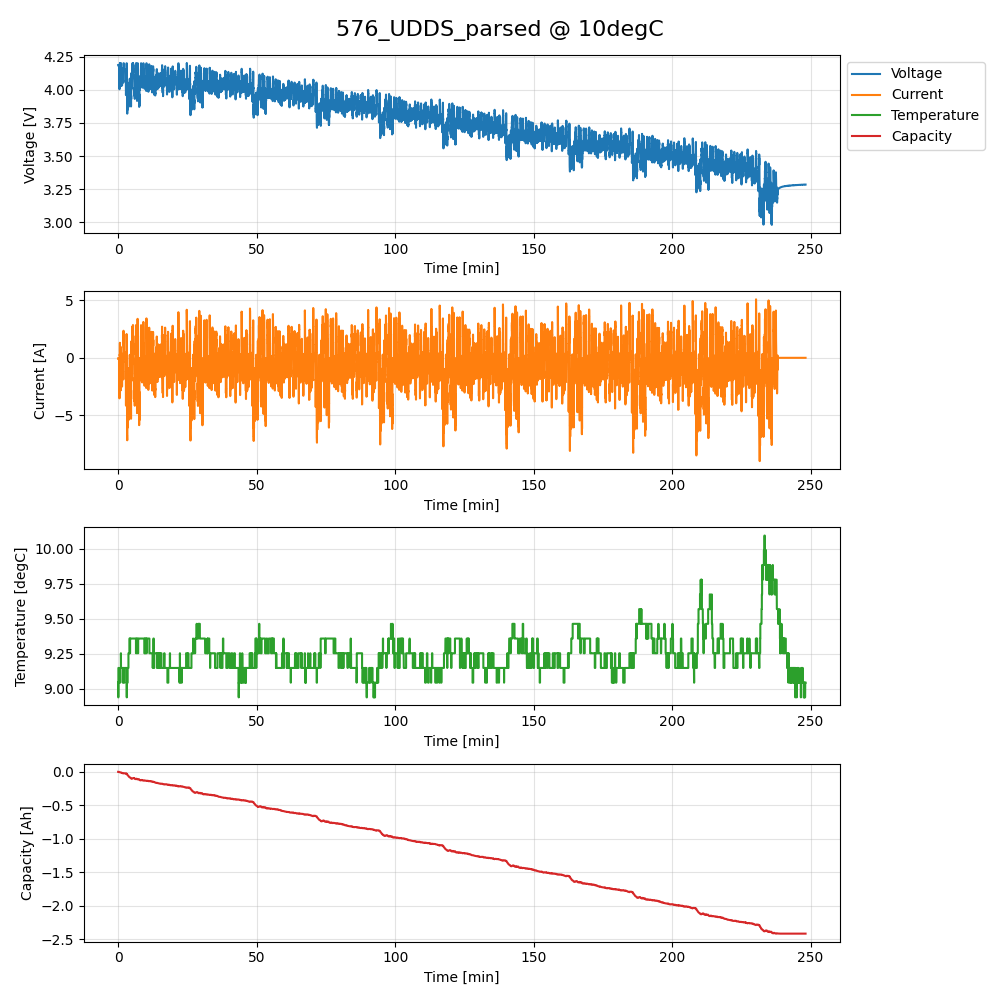 576_UDDS_parsed @ 10degC
Voltage [V]
4.25
4.00
3.75
3.50
3.25
3.00
0 50 100 150 200 250
Time [min]
Voltage
Current
Temperature
Capacity
Current [A]
5
0
−5
0 50 100 150 200 250
Time [min]
Temperature [degC]
10.00
9.75
9.50
9.25
9.00
0 50 100 150 200 250
Time [min]
Capacity [Ah]
0.0
−0.5
−1.0
−1.5
−2.0
−2.5
0 50 100 150 200 250
Time [min]